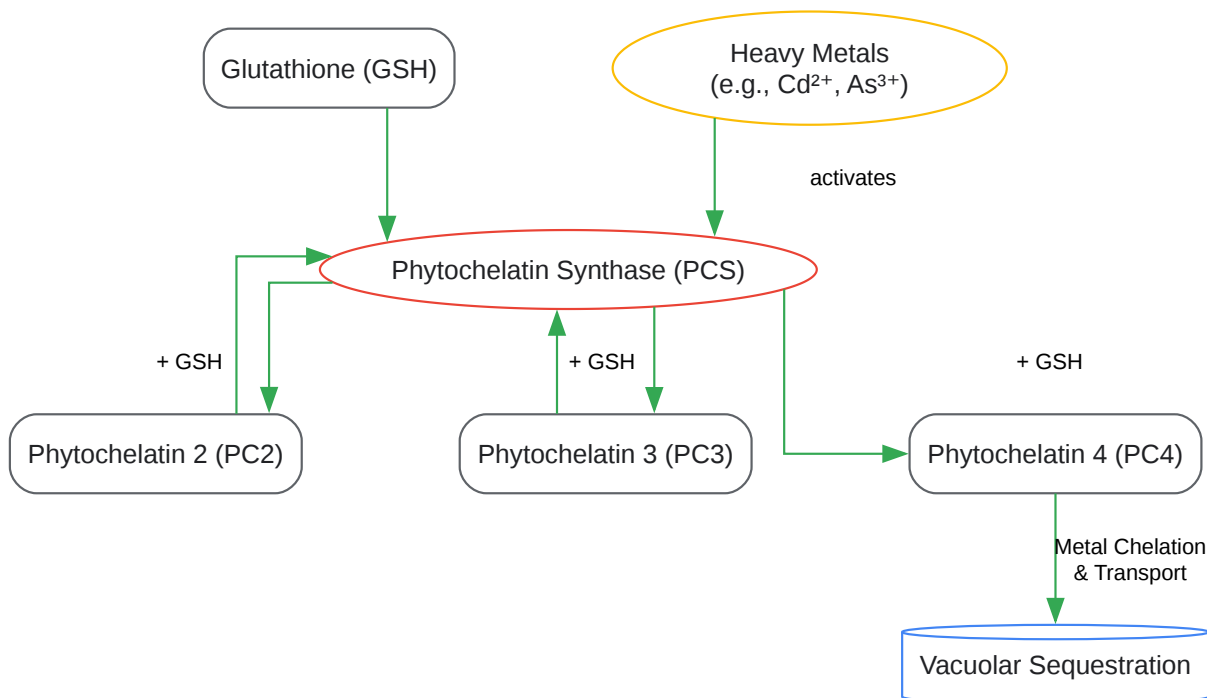 Glutathione (GSH)
Heavy Metals
(e.g., Cd²⁺, As³⁺)
activates
Phytochelatin Synthase (PCS)
+ GSH
+ GSH
+ GSH
Phytochelatin 2 (PC2)
Phytochelatin 3 (PC3)
Phytochelatin 4 (PC4)
Metal Chelation
& Transport
Vacuolar Sequestration